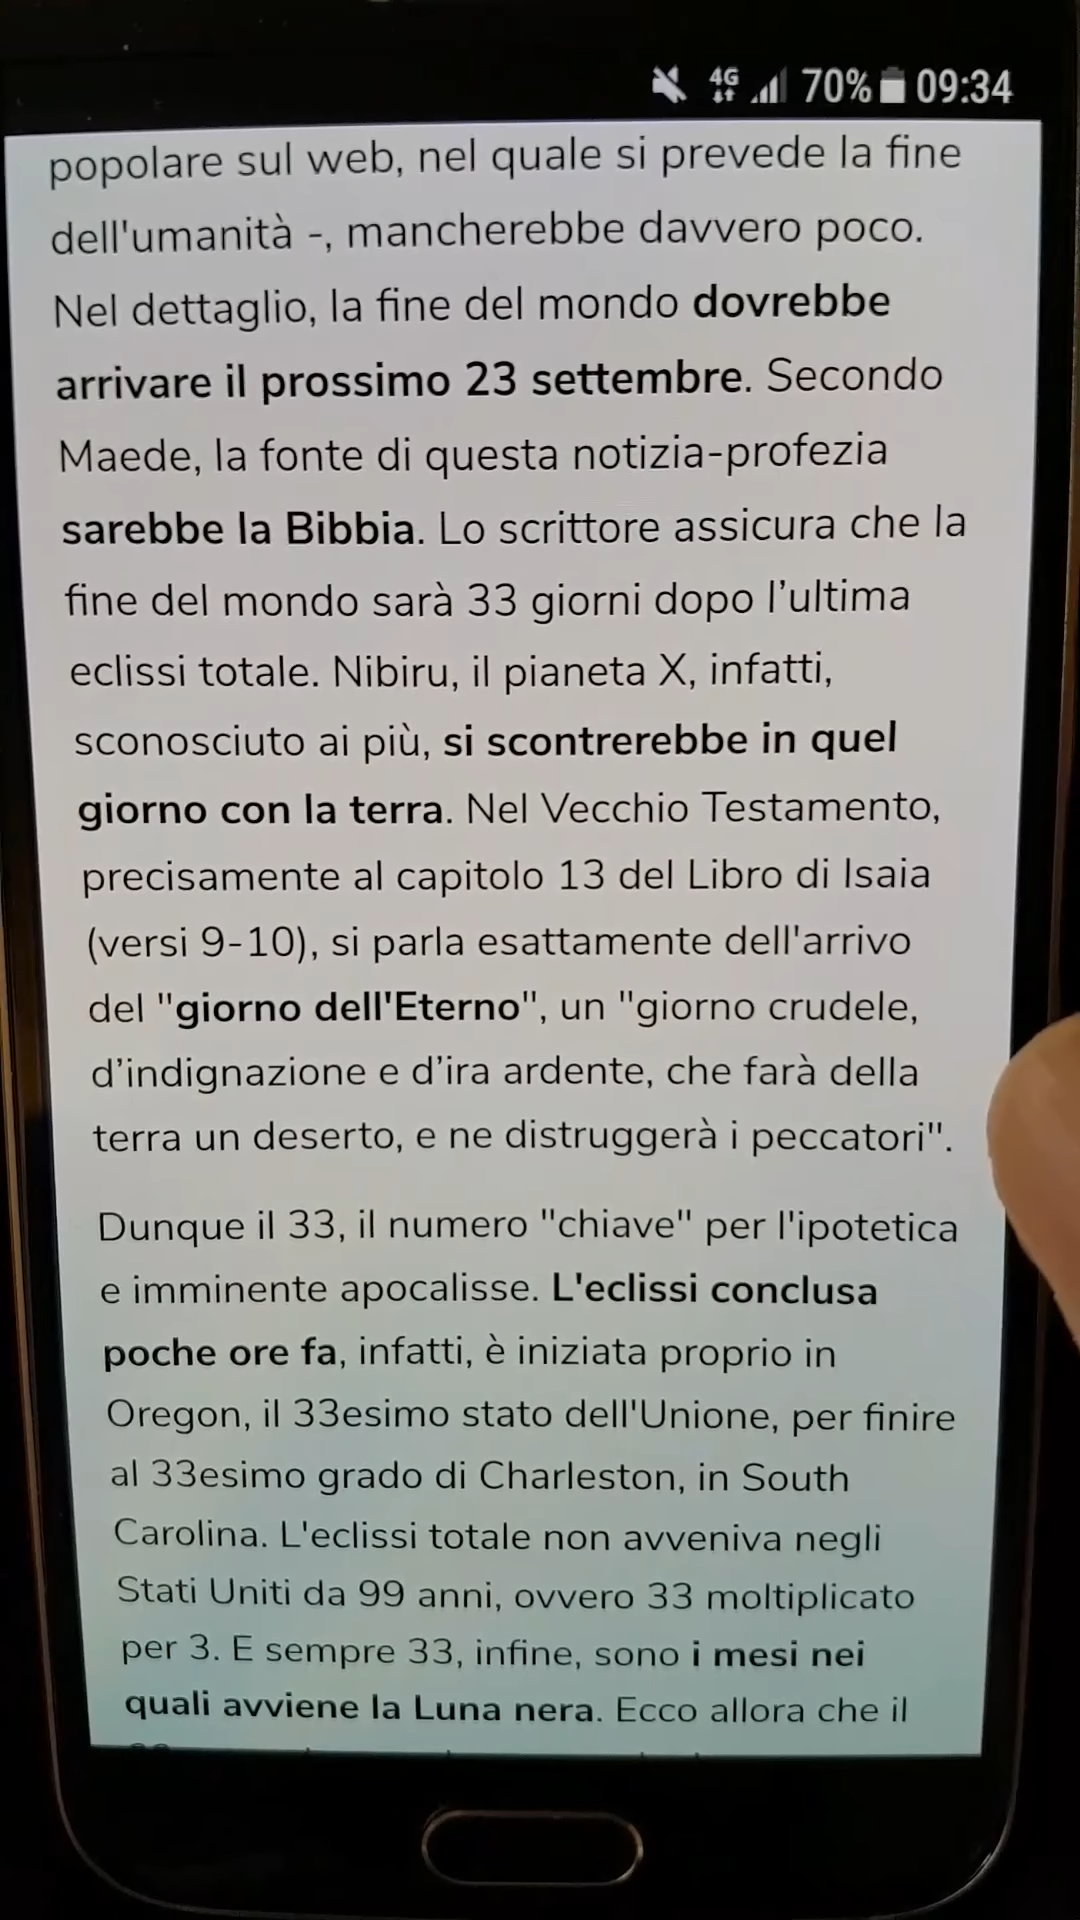 4G 70% 09:34
popolare sul web, nel quale si prevede la fine
dell'umanità -, mancherebbe davvero poco.
Nel dettaglio, la fine del mondo dovrebbe
arrivare il prossimo 23 settembre. Secondo
Maede, la fonte di questa notizia-profezia
sarebbe la Bibbia. Lo scrittore assicura che la
fine del mondo sarà 33 giorni dopo l’ultima
eclissi totale. Nibiru, il pianeta X, infatti,
sconosciuto ai più, si scontrerebbe in quel
giorno con la terra. Nel Vecchio Testamento,
precisamente al capitolo 13 del Libro di Isaia
(versi 9-10), si parla esattamente dell'arrivo
del "giorno dell'Eterno", un "giorno crudele,
d’indignazione e d’ira ardente, che farà della
terra un deserto, e ne distruggerà i peccatori".
Dunque il 33, il numero "chiave" per l'ipotetica
e imminente apocalisse. L'eclissi conclusa
poche ore fa, infatti, è iniziata proprio in
Oregon, il 33esimo stato dell'Unione, per finire
al 33esimo grado di Charleston, in South
Carolina. L'eclissi totale non avveniva negli
Stati Uniti da 99 anni, ovvero 33 moltiplicato
per 3. E sempre 33, infine, sono i mesi nei
quali avviene la Luna nera. Ecco allora che il